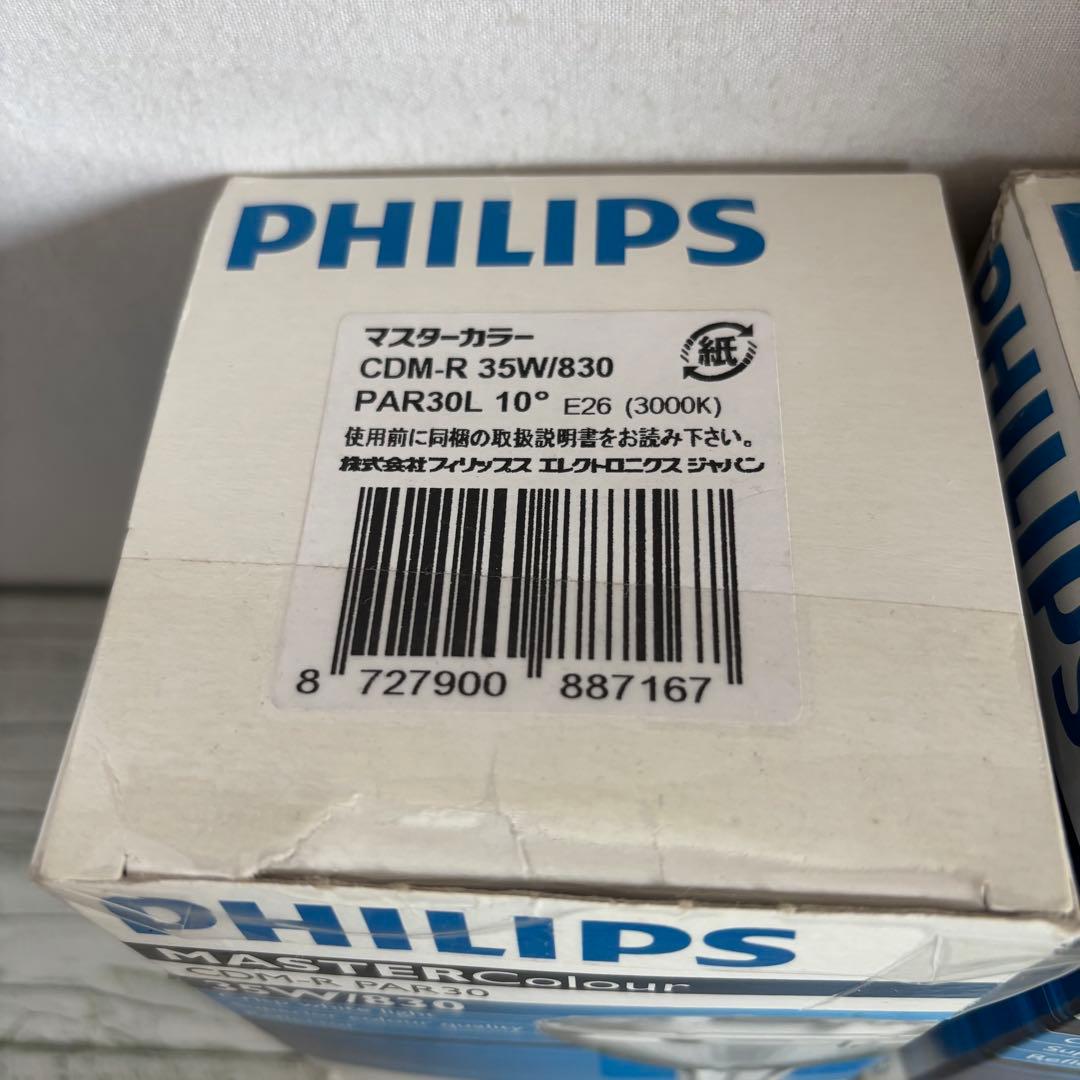 PHILIPS
マスターカラー
紙
CDM-R 35W/830
PAR30L 10° E26 (3000K)
使用前に同梱の取扱説明書をお読み下さい。
株式会社フィリップス エレクトロニクス ジャパン
8 727900 887167
PHILIPS
MASTERColour
CDM-R PAR30
35W/830
colour quality
PHILIPS